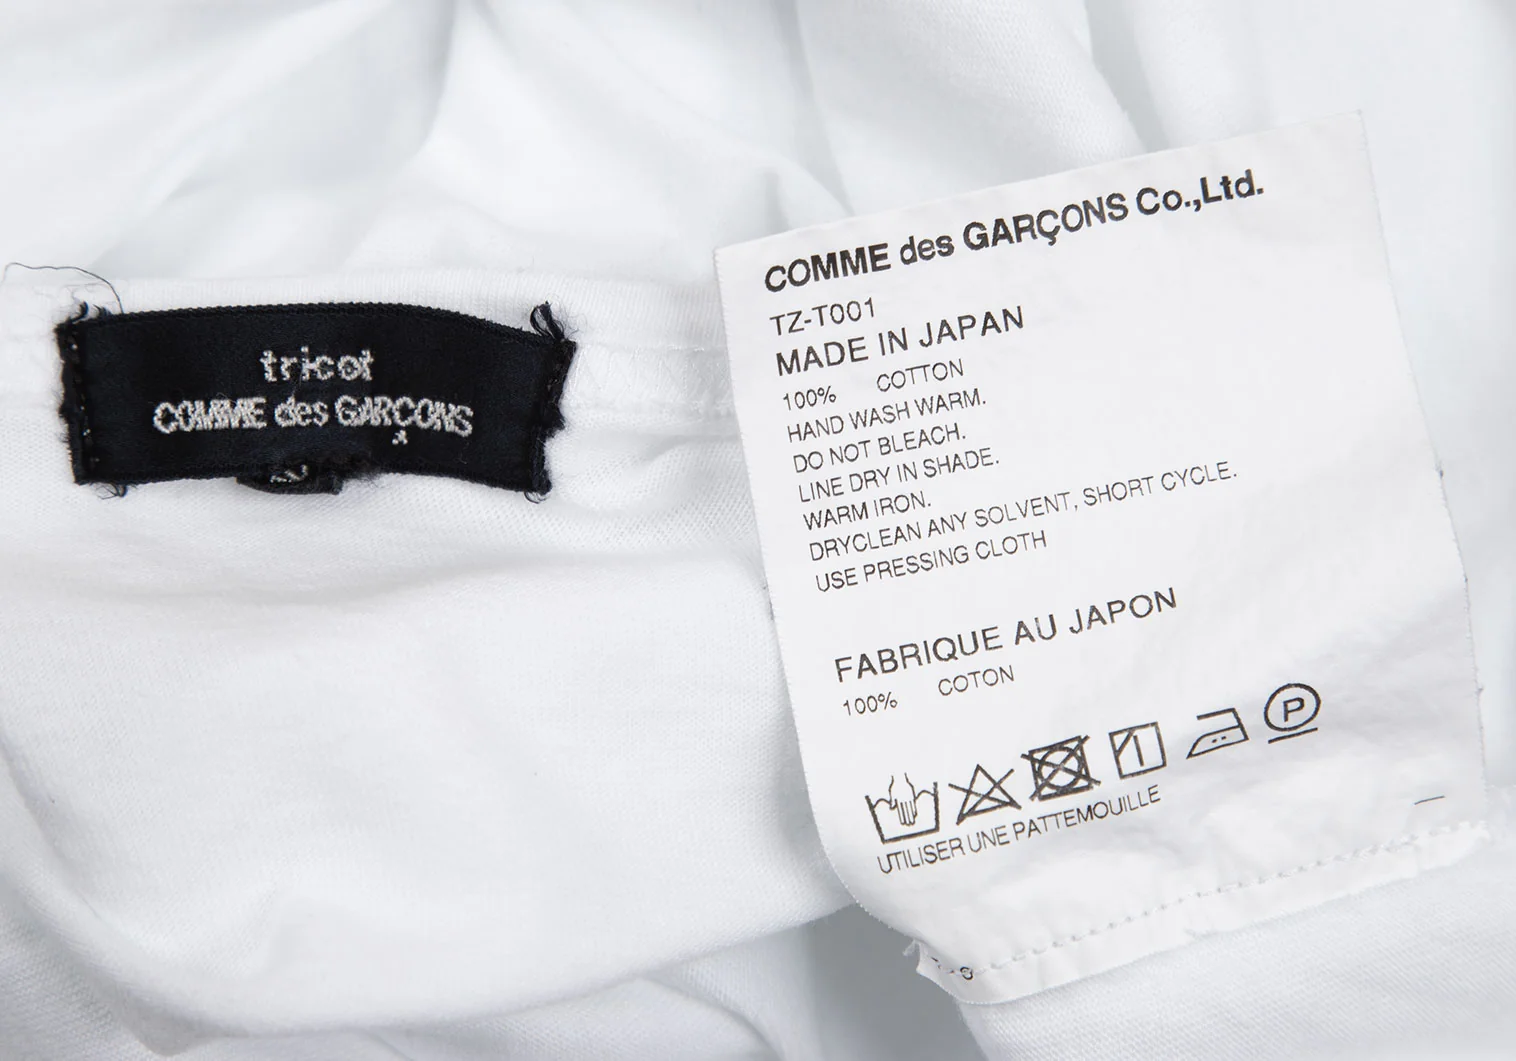 tricot
COMME des GARÇONS
COMME des GARÇONS Co.,Ltd.
TZ-T001
MADE IN JAPAN
100% COTTON
HAND WASH WARM.
DO NOT BLEACH.
LINE DRY IN SHADE.
WARM IRON.
DRYCLEAN ANY SOLVENT, SHORT CYCLE.
USE PRESSING CLOTH
FABRIQUE AU JAPON
100% COTON
P
UTILISER UNE PATTEMOUILLE